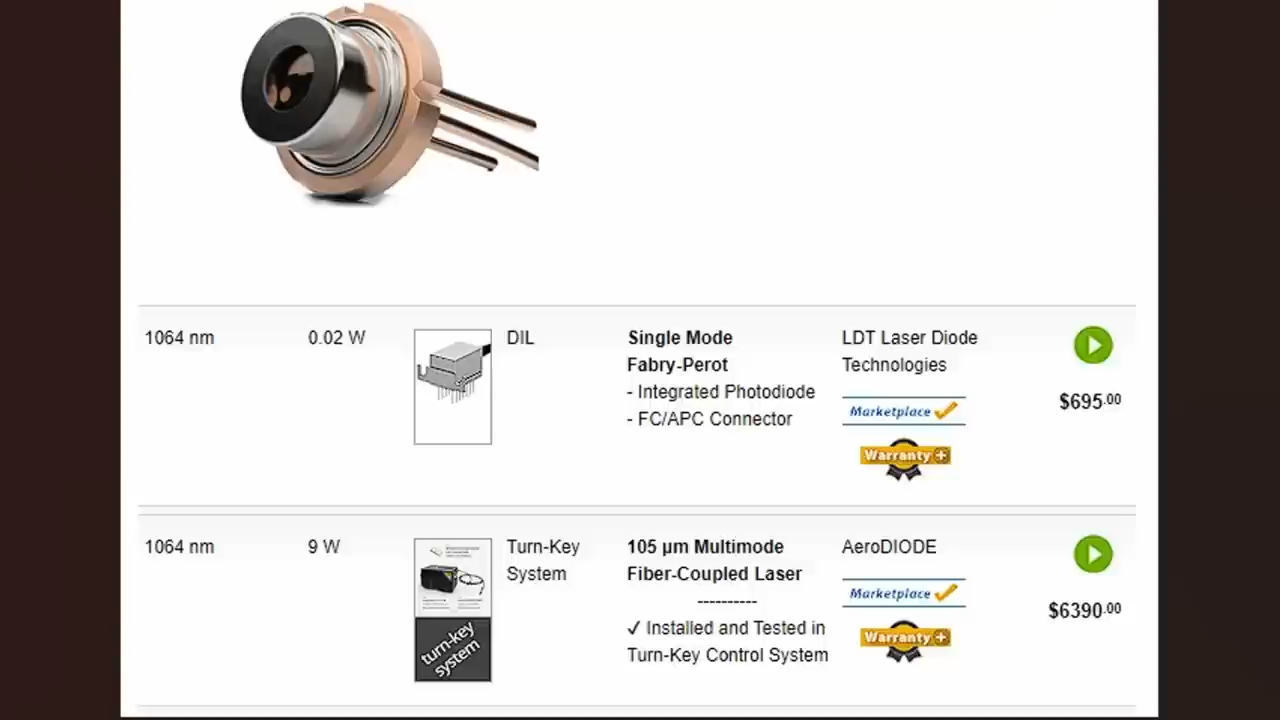 1064 nm
0.02 W
DIL
Single Mode
Fabry-Perot
- Integrated Photodiode
- FC/APC Connector
LDT Laser Diode
Technologies
Marketplace
Warranty +
$695.00
1064 nm
9 W
turn-key
system
Turn-Key
System
105 µm Multimode
Fiber-Coupled Laser
----------
✓ Installed and Tested in
Turn-Key Control System
AeroDIODE
Marketplace
Warranty +
$6390.00